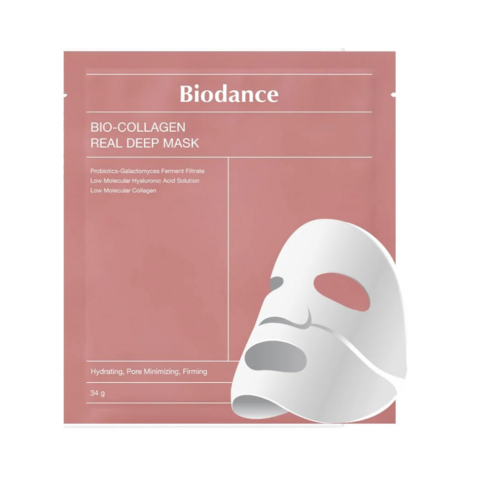 Biodance
BIO-COLLAGEN
REAL DEEP MASK
Probiotics-Galactomyces Ferment Filtrate
Low Molecular Hyaluronic Acid Solution
Low Molecular Collagen
Hydrating, Pore Minimizing, Firming
34 g